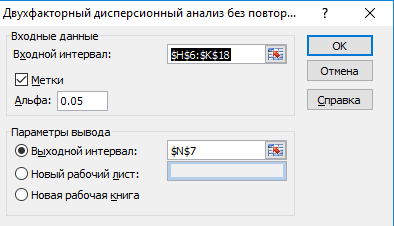 Двухфакторный дисперсионный анализ без повтор...
Входные данные
Входной интервал: $H$6:$K$18
Метки
Альфа: 0.05
OK
Отмена
Справка
Параметры вывода
Выходной интервал: $N$7
Новый рабочий лист:
Новая рабочая книга